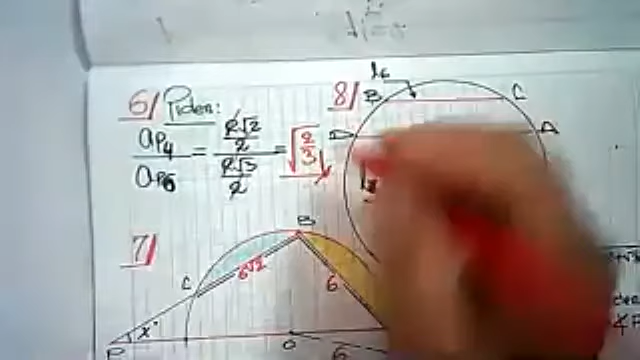 6/ Piden:
aP4 = R√2/2
aP6 R√3/2
= √2/3
8/
l6
B
C
D
A
7/
B
C
6√2
6
x°
P
O
6